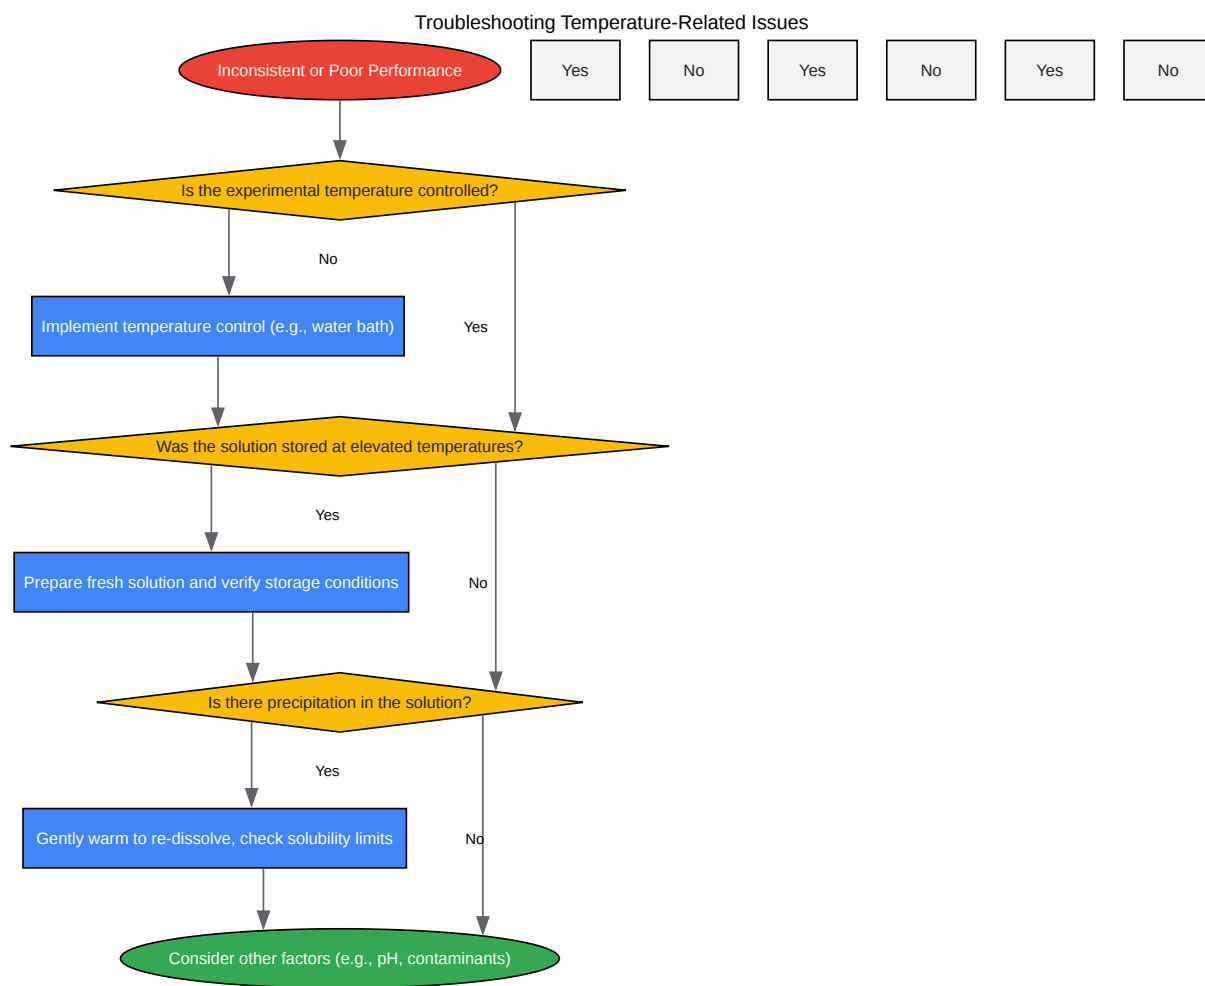 Troubleshooting Temperature-Related Issues
Inconsistent or Poor Performance
Yes
No
Yes
No
Yes
No
Is the experimental temperature controlled?
No
Implement temperature control (e.g., water bath)
Yes
Was the solution stored at elevated temperatures?
Yes
Prepare fresh solution and verify storage conditions
No
Is there precipitation in the solution?
Yes
Gently warm to re-dissolve, check solubility limits
No
Consider other factors (e.g., pH, contaminants)